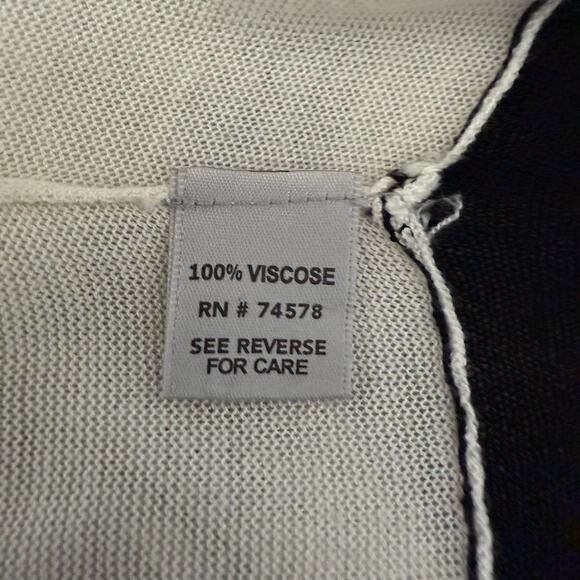 100% VISCOSE
RN # 74578
SEE REVERSE
FOR CARE